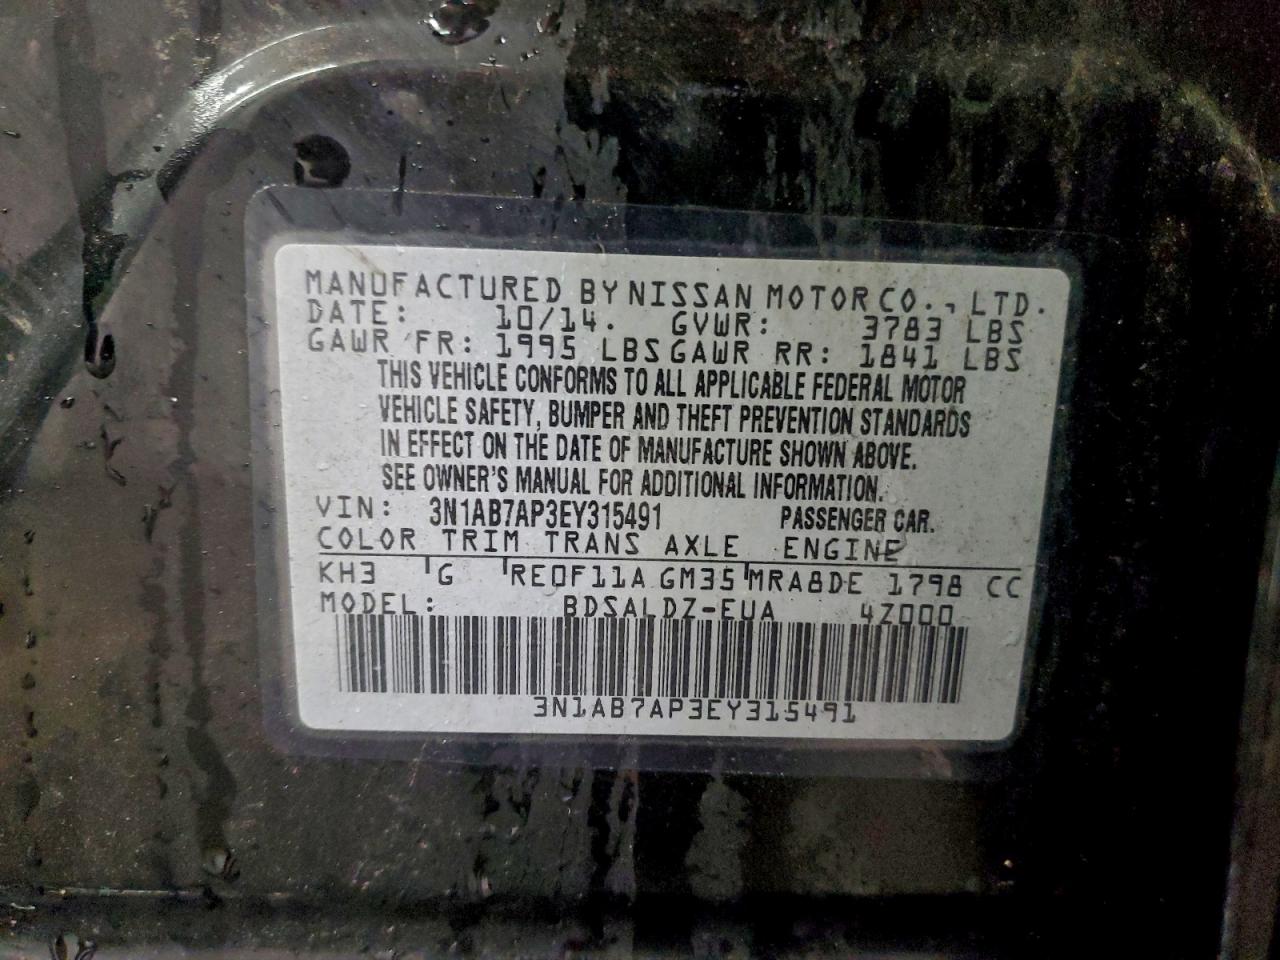 MANUFACTURED BY NISSAN MOTOR CO., LTD.
DATE: 10/14. GVWR: 3783 LBS
GAWR FR: 1995 LBS GAWR RR: 1841 LBS
THIS VEHICLE CONFORMS TO ALL APPLICABLE FEDERAL MOTOR
VEHICLE SAFETY, BUMPER AND THEFT PREVENTION STANDARDS
IN EFFECT ON THE DATE OF MANUFACTURE SHOWN ABOVE.
SEE OWNER'S MANUAL FOR ADDITIONAL INFORMATION.
VIN: 3N1AB7AP3EY315491 PASSENGER CAR.
COLOR TRIM TRANS AXLE ENGINE
KH3 G RE0F11A GM35 MRA8DE 1798 CC
MODEL: BDSALDZ-EUA 4Z000
3N1AB7AP3EY315491